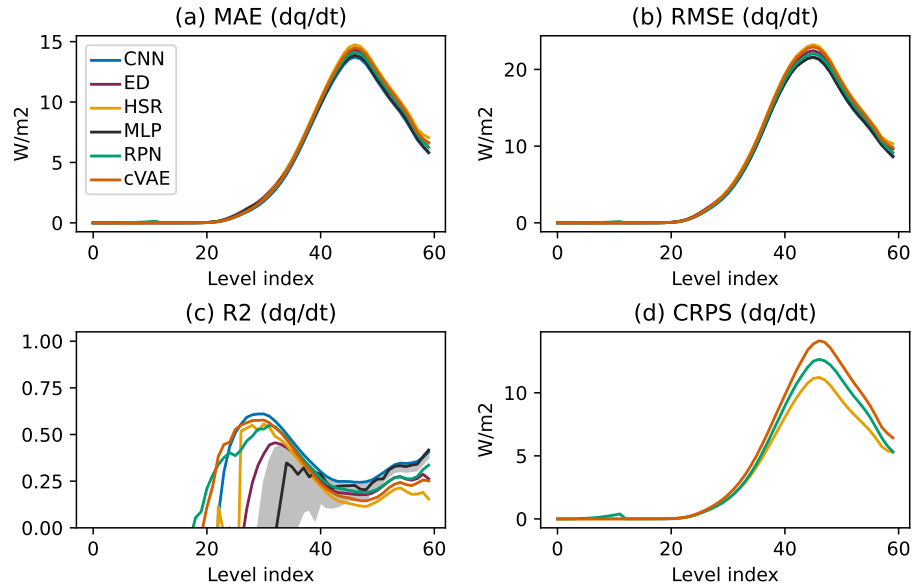 (a) MAE (dq/dt)
W/m2
15
10
5
0
CNN
ED
HSR
MLP
RPN
cVAE
0 20 40 60
Level index
(b) RMSE (dq/dt)
W/m2
20
10
0
0 20 40 60
Level index
(c) R2 (dq/dt)
1.00
0.75
0.50
0.25
0.00
0 20 40 60
Level index
(d) CRPS (dq/dt)
W/m2
10
5
0
0 20 40 60
Level index